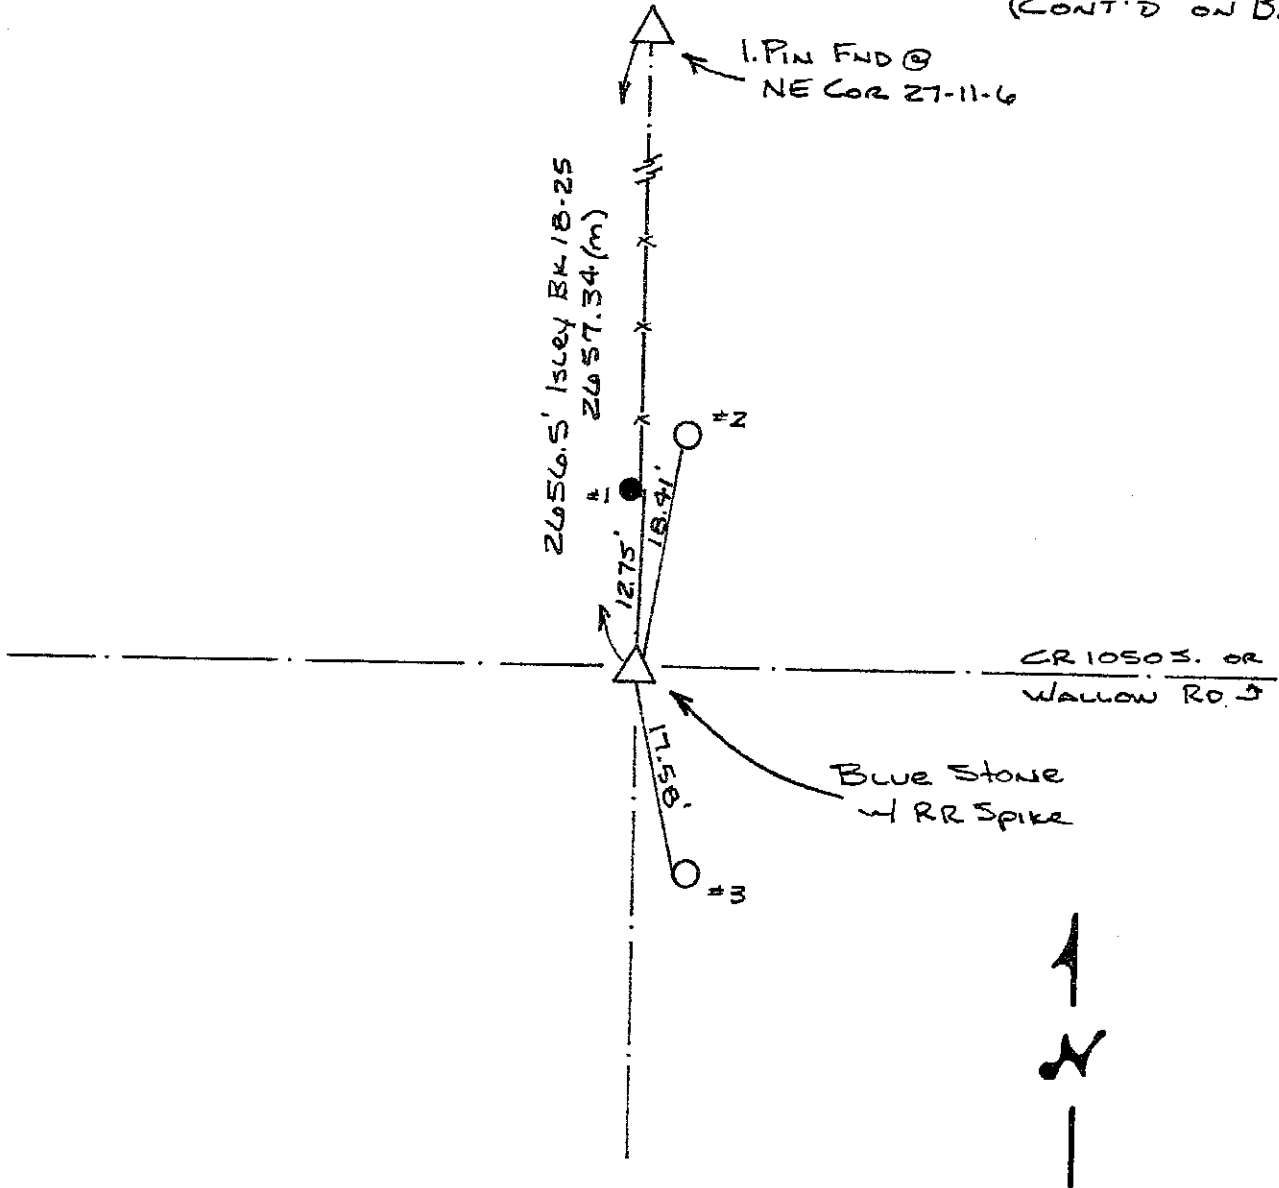 (CONT'D ON B.
1. PIN FND @
NE COR 27-11-6
2656.5' ISLEY BK 18-25
2657.34 (m)
#2
#1
18.41'
12.75'
CR 1050 S. OR
WALLOW RD.
17.58'
BLUE STONE
w/ RR SPIKE
#3
N